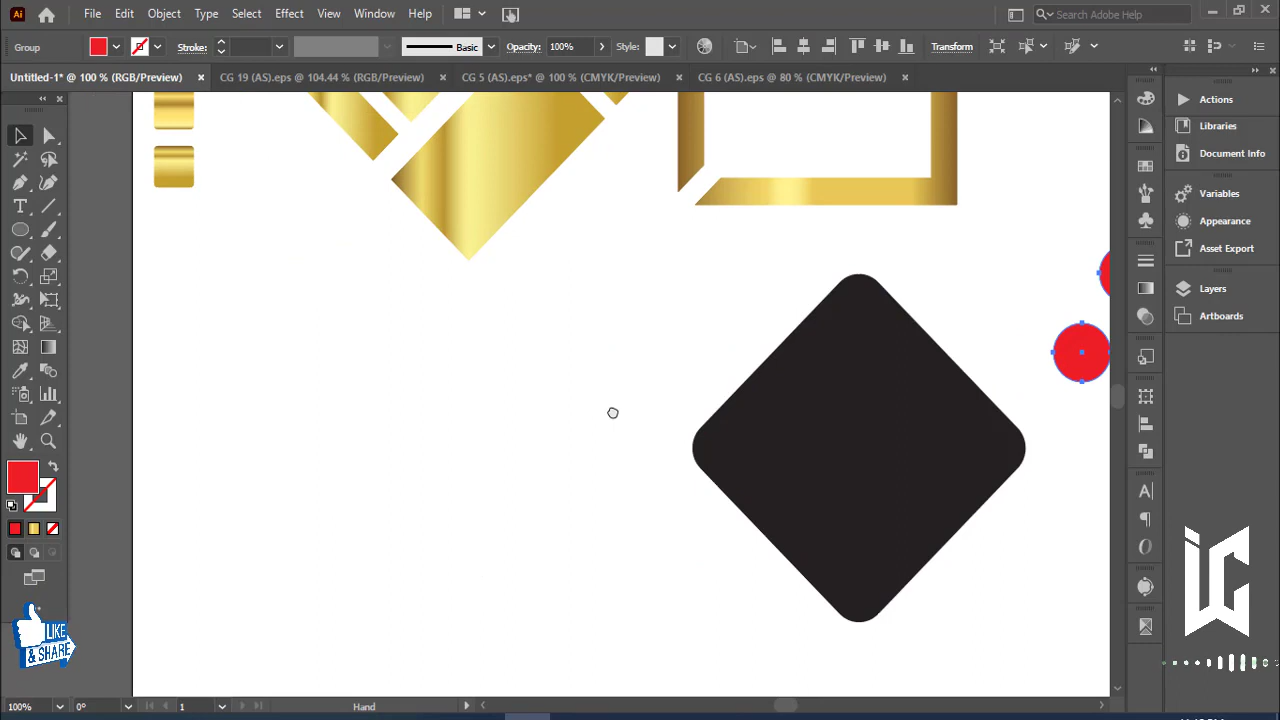 Ai File Edit Object Type Select Effect View Window Help Search Adobe Help
Group Stroke: Basic Opacity: 100% Style: Transform
Untitled-1* @ 100 % (RGB/Preview) × CG 19 (AS).eps @ 104.44 % (RGB/Preview) × CG 5 (AS).eps* @ 100 % (CMYK/Preview) × CG 6 (AS).eps @ 80 % (CMYK/Preview) ×
Actions
Libraries
Document Info
Variables
Appearance
Asset Export
Layers
Artboards
LIKE
& SHARE
100% 0° 1 Hand